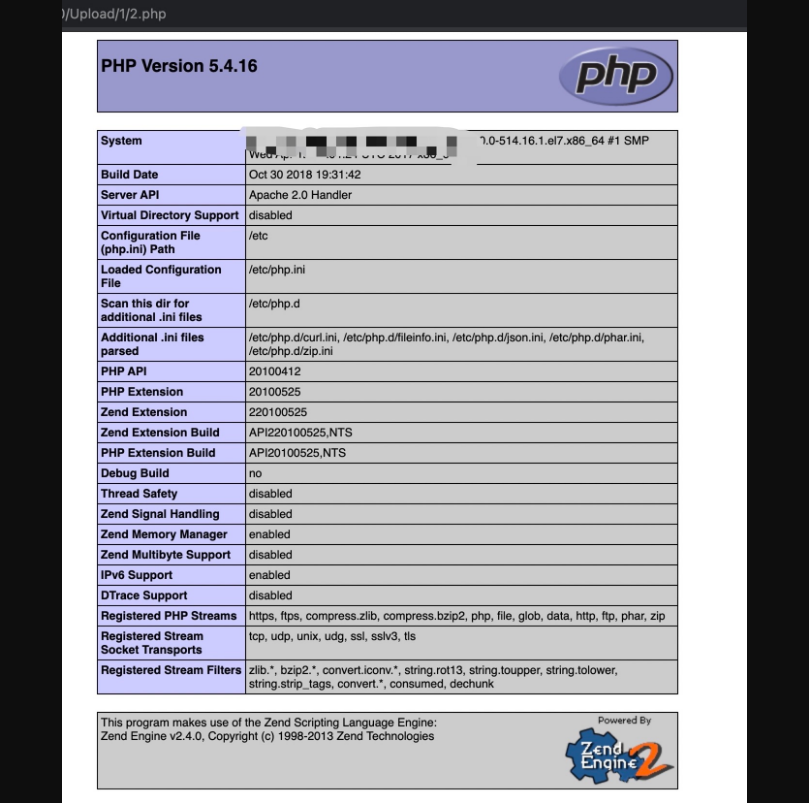 /Upload/1/2.php
PHP Version 5.4.16
php
System
.0-514.16.1.el7.x86_64 #1 SMP
Build Date Oct 30 2018 19:31:42
Server API Apache 2.0 Handler
Virtual Directory Support disabled
Configuration File /etc
(php.ini) Path
Loaded Configuration /etc/php.ini
File
Scan this dir for /etc/php.d
additional .ini files
Additional .ini files /etc/php.d/curl.ini, /etc/php.d/fileinfo.ini, /etc/php.d/json.ini, /etc/php.d/phar.ini,
parsed /etc/php.d/zip.ini
PHP API 20100412
PHP Extension 20100525
Zend Extension 220100525
Zend Extension Build API220100525,NTS
PHP Extension Build API20100525,NTS
Debug Build no
Thread Safety disabled
Zend Signal Handling disabled
Zend Memory Manager enabled
Zend Multibyte Support disabled
IPv6 Support enabled
DTrace Support disabled
Registered PHP Streams https, ftps, compress.zlib, compress.bzip2, php, file, glob, data, http, ftp, phar, zip
Registered Stream tcp, udp, unix, udg, ssl, sslv3, tls
Socket Transports
Registered Stream Filters zlib.*, bzip2.*, convert.iconv.*, string.rot13, string.toupper, string.tolower,
string.strip_tags, convert.*, consumed, dechunk
This program makes use of the Zend Scripting Language Engine:
Zend Engine v2.4.0, Copyright (c) 1998-2013 Zend Technologies
Powered By
Zend
Engine 2